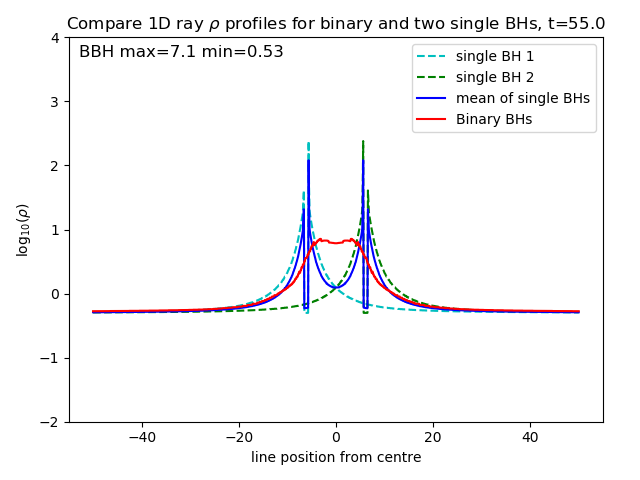 Compare 1D ray ρ profiles for binary and two single BHs, t=55.0
BBH max=7.1 min=0.53
single BH 1
single BH 2
mean of single BHs
Binary BHs
log₁₀(ρ)
4
3
2
1
0
−1
−2
−40
−20
0
20
40
line position from centre